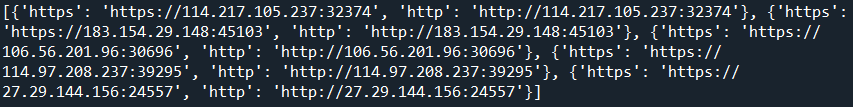 [{'https': 'https://114.217.105.237:32374', 'http': 'http://114.217.105.237:32374'}, {'https':
'https://183.154.29.148:45103', 'http': 'http://183.154.29.148:45103'}, {'https': 'https://
106.56.201.96:30696', 'http': 'http://106.56.201.96:30696'}, {'https': 'https://
114.97.208.237:39295', 'http': 'http://114.97.208.237:39295'}, {'https': 'https://
27.29.144.156:24557', 'http': 'http://27.29.144.156:24557'}]